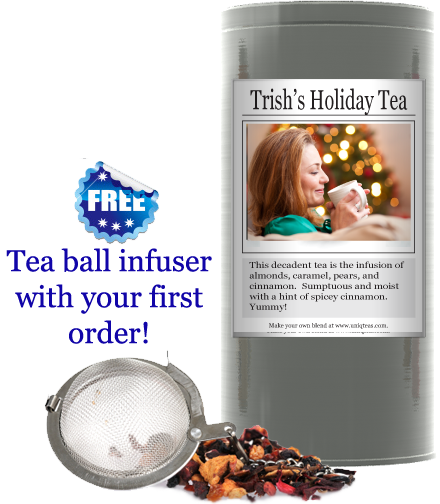 Trish's Holiday Tea
FREE
Tea ball infuser
with your first
order!
This decadent tea is the infusion of
almonds, caramel, pears, and
cinnamon. Sumptuous and moist
with a hint of spicey cinnamon.
Yummy!
Make your own blend at www.uniqteas.com.